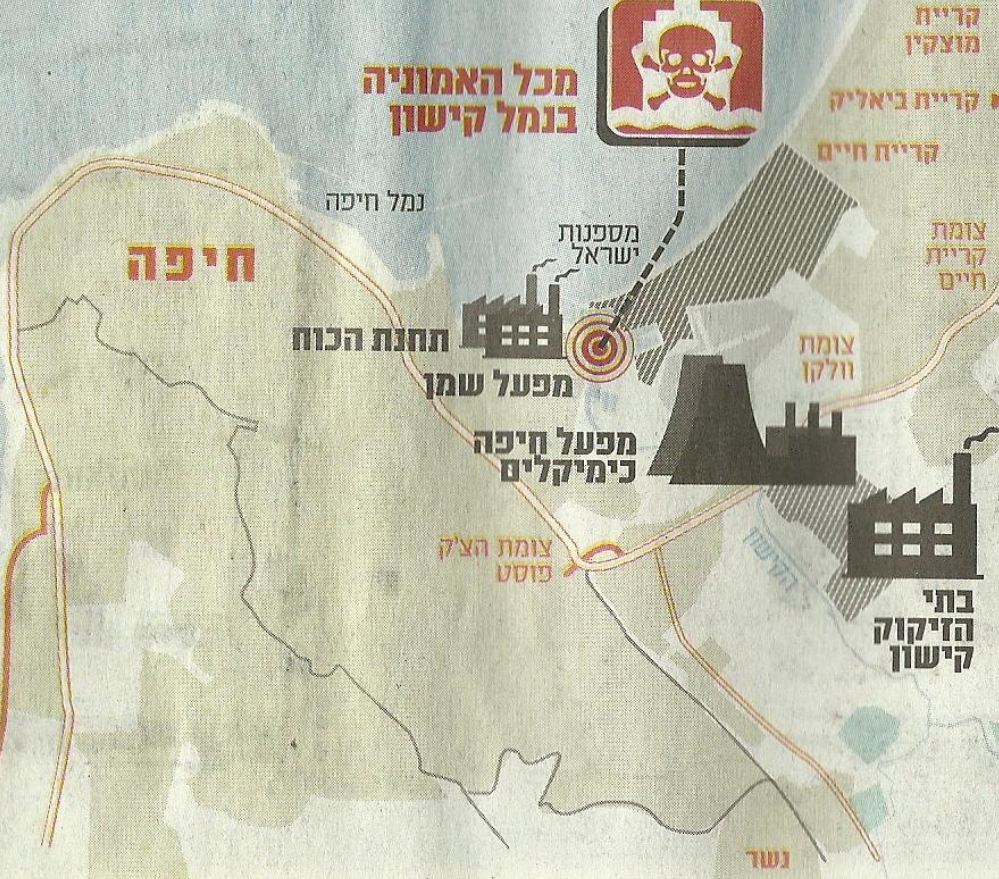 קריית
מוצקין
מכל האמוניה
בנמל קישון
קריית ביאליק
קריית חיים
נמל חיפה
מספנות
ישראל
צומת
קריית
חיים
חיפה
תחנת הכוח
צומת
וולקן
מפעל שמן
מפעל חיפה
כימיקלים
צומת הצ'ק
פוסט
הקישון
בתי
הזיקוק
קישון
נשר